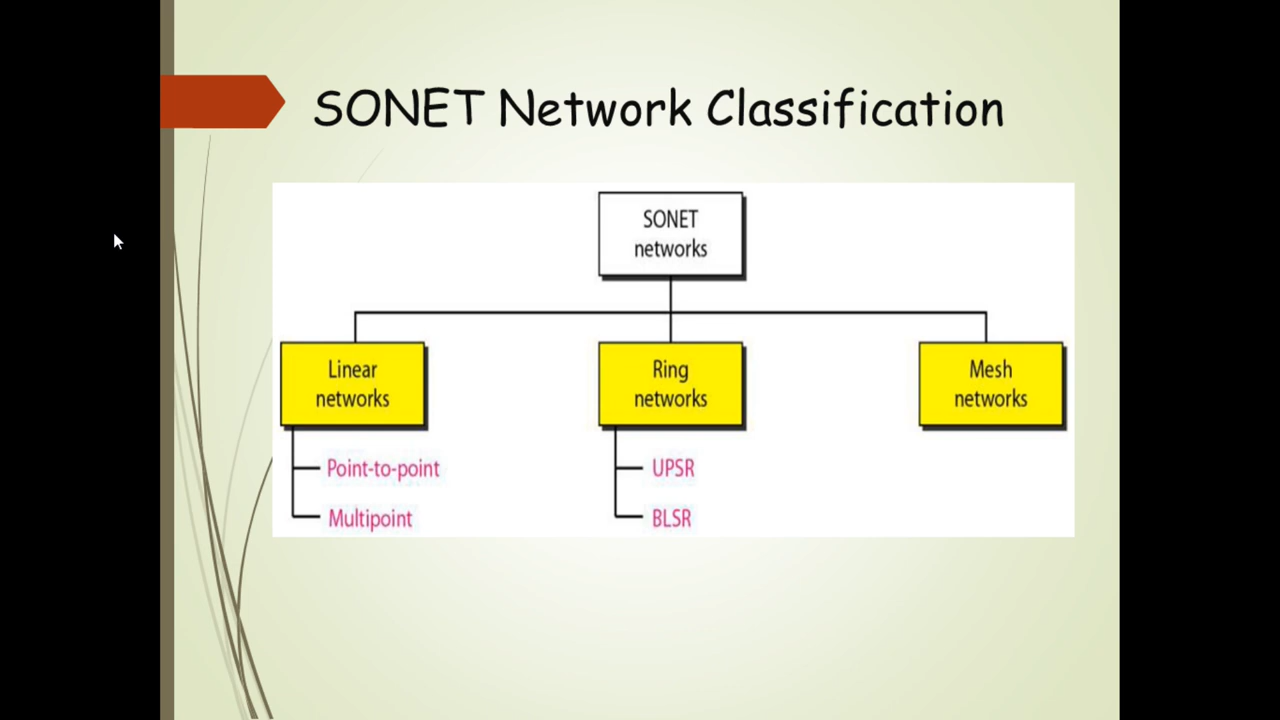 SONET Network Classification
SONET
networks
Linear
networks
Ring
networks
Mesh
networks
Point-to-point
UPSR
Multipoint
BLSR